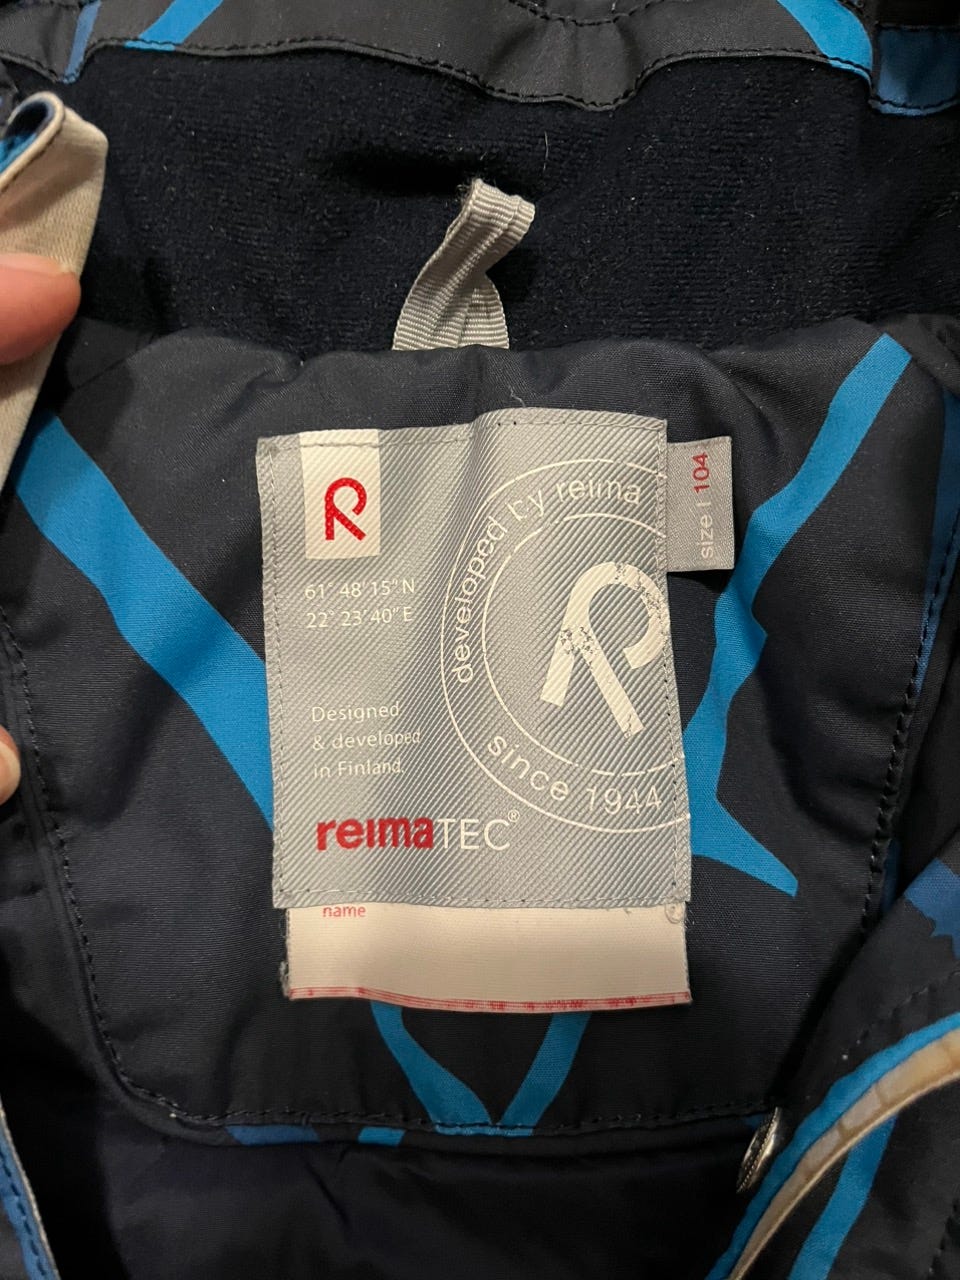 R
61° 48' 15" N
22° 23' 40" E
Designed
& developed
in Finland.
reimaTEC®
developed by reima
R
since 1944
size | 104
name